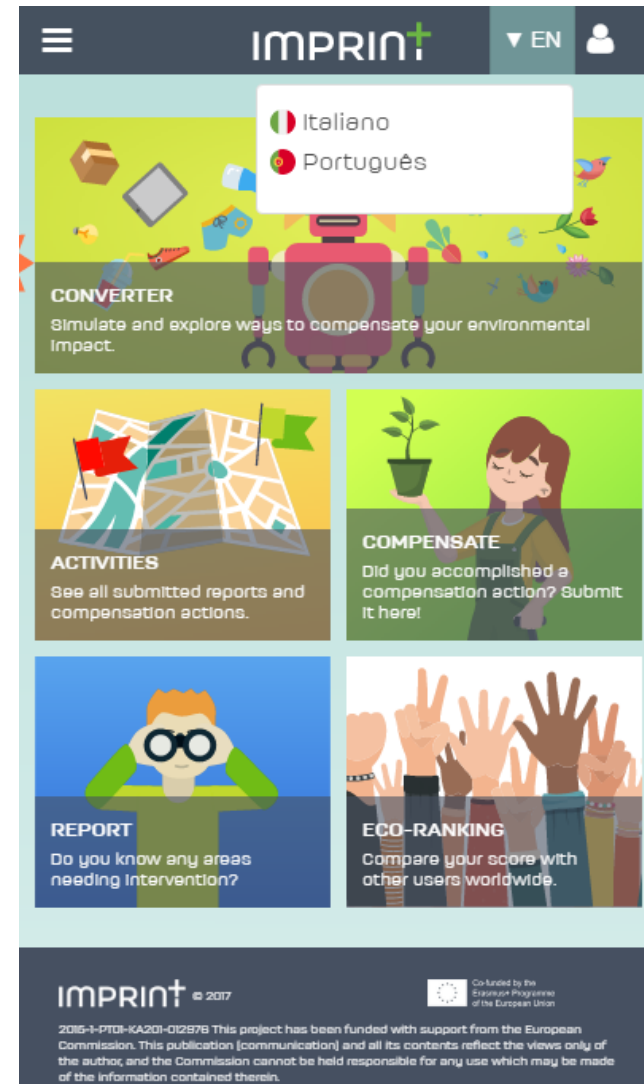 IMPRINT+
▼ EN
Italiano
Português
CONVERTER
Simulate and explore ways to compensate your environmental
impact.
ACTIVITIES
See all submitted reports and
compensation actions.
COMPENSATE
Did you accomplished a
compensation action? Submit
it here!
REPORT
Do you know any areas
needing intervention?
ECO-RANKING
Compare your score with
other users worldwide.
IMPRINT+ © 2017
Co-funded by the
Erasmus+ Programme
of the European Union
2016-1-PT01-KA201-012976 This project has been funded with support from the European
Commission. This publication [communication] and all its contents reflect the views only of
the author, and the Commission cannot be held responsible for any use which may be made
of the information contained therein.